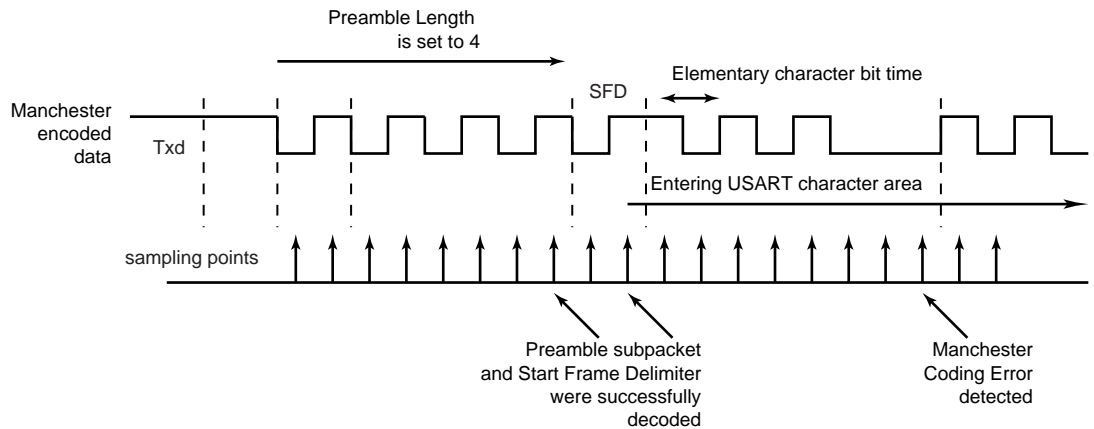 Preamble Length
is set to 4
Elementary character bit time
SFD
Manchester
encoded
data
Txd
Entering USART character area
sampling points
Preamble subpacket
and Start Frame Delimiter
were successfully
decoded
Manchester
Coding Error
detected